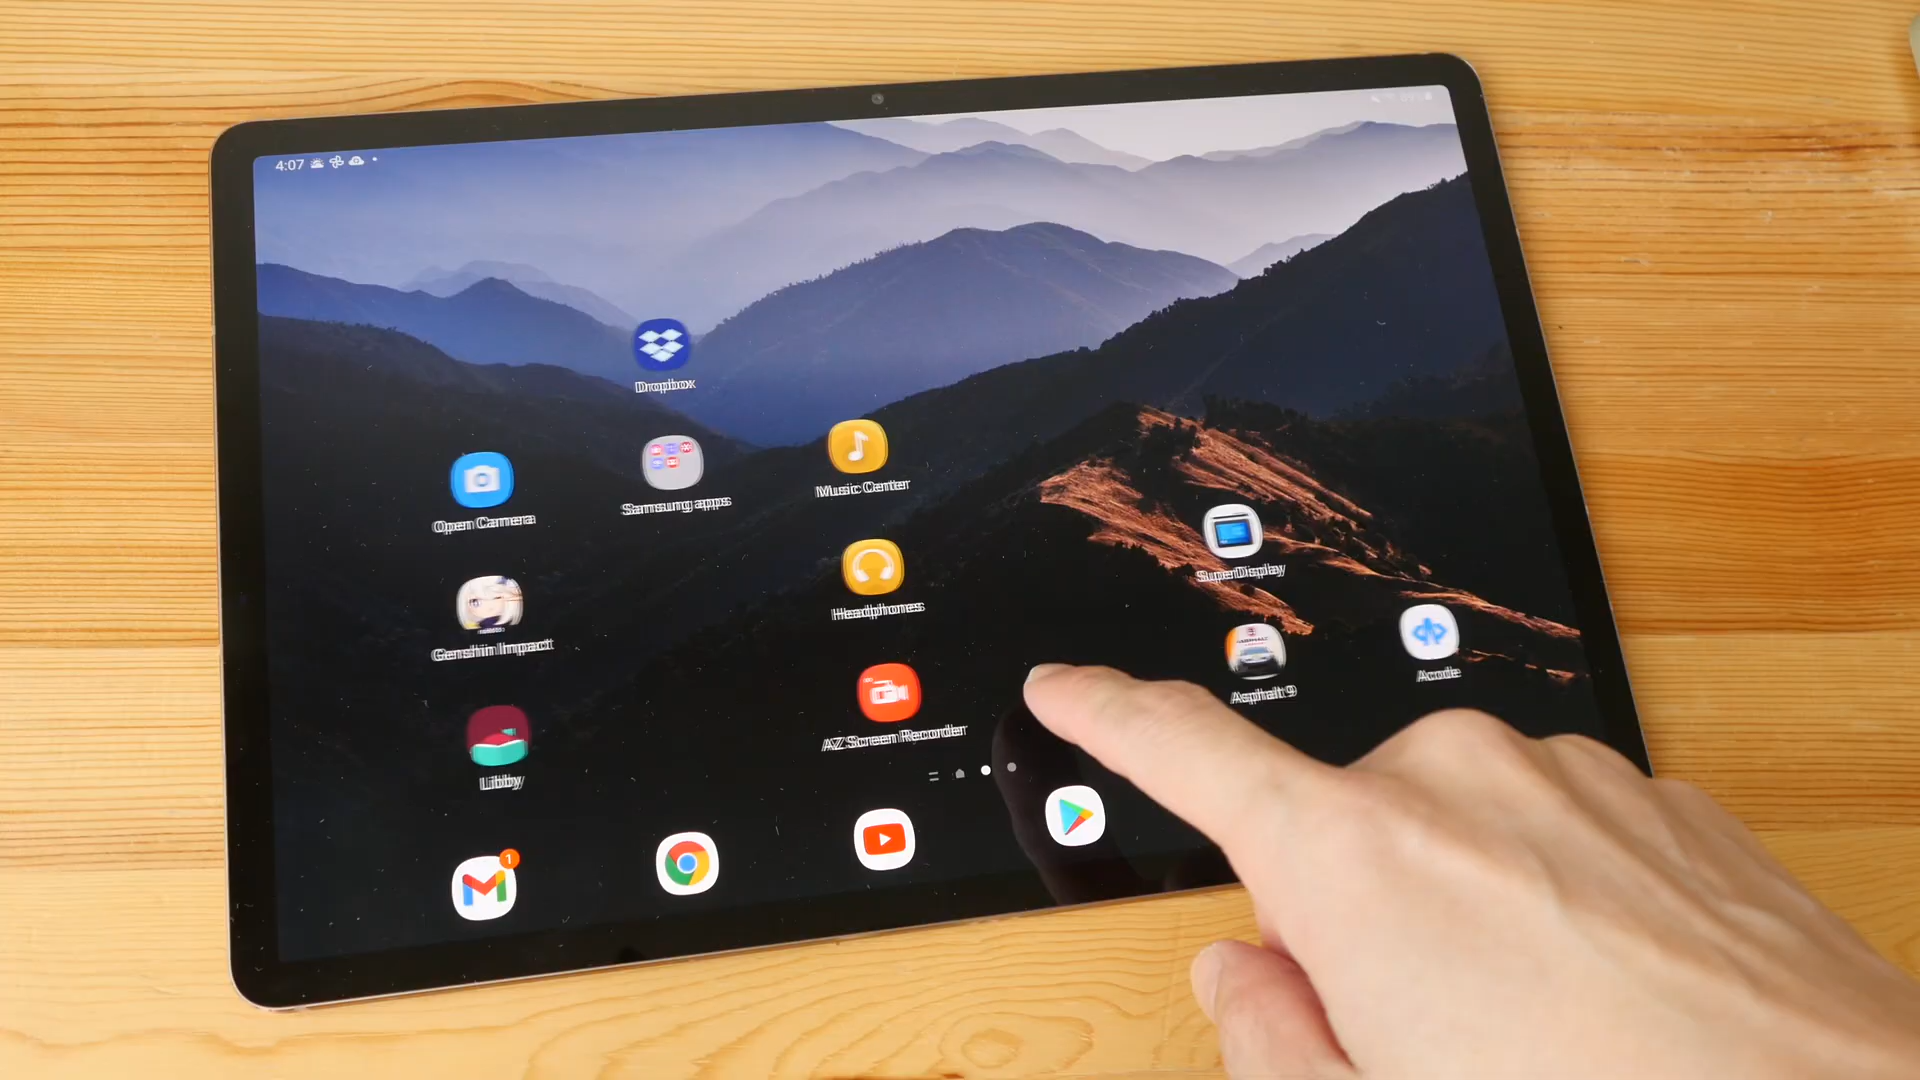 4:07
Dropbox
Open Camera
Samsung apps
Music Center
SuperDisplay
Genshin Impact
Headphones
Asphalt 9
Acode
Libby
AZ Screen Recorder
1